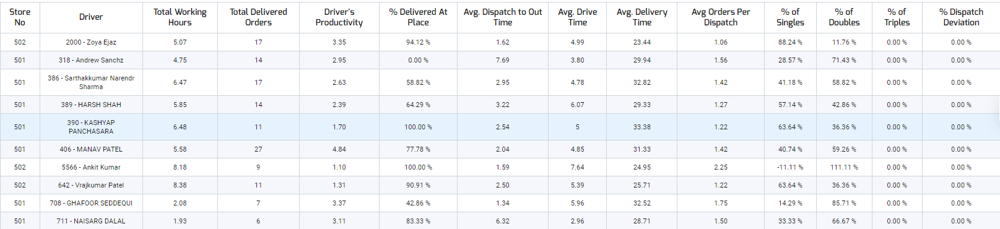 Store No Driver Total Working Hours Total Delivered Orders Driver's Productivity % Delivered At Place Avg. Dispatch to Out Time Avg. Drive Time Avg. Delivery Time Avg Orders Per Dispatch % of Singles % of Doubles % of Triples % Dispatch Deviation
502 2000 - Zoya Ejaz 5.07 17 3.35 94.12 % 1.62 4.99 23.44 1.06 88.24 % 11.76 % 0.00 % 0.00 %
501 318 - Andrew Sanchz 4.75 14 2.95 0.00 % 7.69 3.80 29.94 1.56 28.57 % 71.43 % 0.00 % 0.00 %
501 386 - Sarthakkumar Narendr Sharma 6.47 17 2.63 58.82 % 2.95 4.78 32.82 1.42 41.18 % 58.82 % 0.00 % 0.00 %
501 389 - HARSH SHAH 5.85 14 2.39 64.29 % 3.22 6.07 29.33 1.27 57.14 % 42.86 % 0.00 % 0.00 %
501 390 - KASHYAP PANCHASARA 6.48 11 1.70 100.00 % 2.54 5 33.38 1.22 63.64 % 36.36 % 0.00 % 0.00 %
501 406 - MANAV PATEL 5.58 27 4.84 77.78 % 2.04 4.85 31.33 1.42 40.74 % 59.26 % 0.00 % 0.00 %
502 5566 - Ankit Kumar 8.18 9 1.10 100.00 % 1.59 7.64 24.95 2.25 -11.11 % 111.11 % 0.00 % 0.00 %
502 642 - Vrajkumar Patel 8.38 11 1.31 90.91 % 2.50 5.39 25.71 1.22 63.64 % 36.36 % 0.00 % 0.00 %
501 708 - GHAFOOR SEDDEQUI 2.08 7 3.37 42.86 % 1.34 5.96 32.52 1.75 14.29 % 85.71 % 0.00 % 0.00 %
501 711 - NAISARG DALAL 1.93 6 3.11 83.33 % 6.32 2.96 28.71 1.50 33.33 % 66.67 % 0.00 % 0.00 %